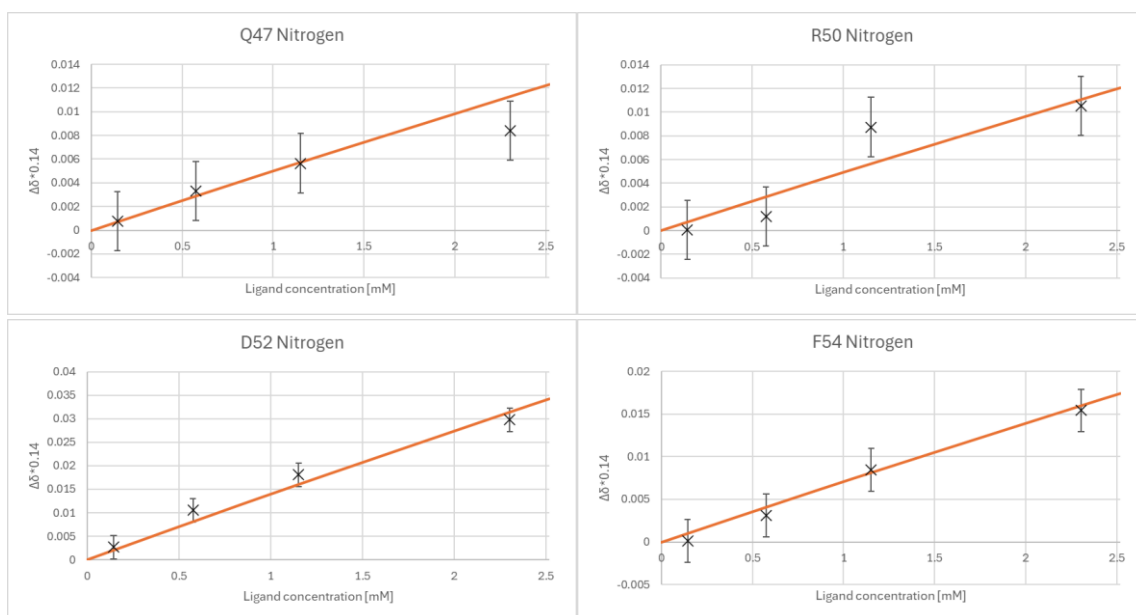 Q47 Nitrogen
0.014
0.012
0.01
0.008
0.006
0.004
0.002
0
-0.002
-0.004
0 0.5 1 1.5 2 2.5
Δδ*0.14
Ligand concentration [mM]
R50 Nitrogen
0.014
0.012
0.01
0.008
0.006
0.004
0.002
0
-0.002
-0.004
0 0.5 1 1.5 2 2.5
Δδ*0.14
Ligand concentration [mM]
D52 Nitrogen
0.04
0.035
0.03
0.025
0.02
0.015
0.01
0.005
0
0 0.5 1 1.5 2 2.5
Δδ*0.14
Ligand concentration [mM]
F54 Nitrogen
0.02
0.015
0.01
0.005
0
-0.005
0 0.5 1 1.5 2 2.5
Δδ*0.14
Ligand concentration [mM]